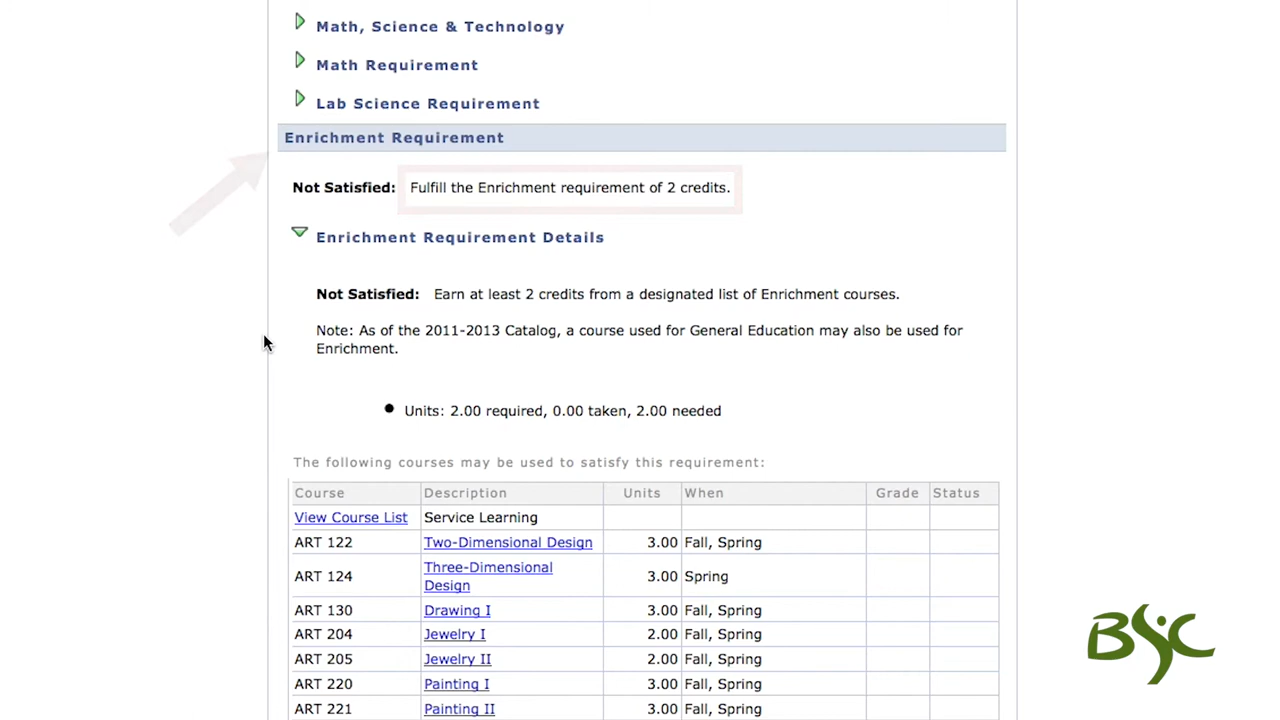 Math, Science & Technology
Math Requirement
Lab Science Requirement
Enrichment Requirement
Not Satisfied: Fulfill the Enrichment requirement of 2 credits.
Enrichment Requirement Details
Not Satisfied: Earn at least 2 credits from a designated list of Enrichment courses.
Note: As of the 2011-2013 Catalog, a course used for General Education may also be used for
Enrichment.
Units: 2.00 required, 0.00 taken, 2.00 needed
The following courses may be used to satisfy this requirement:
Course Description Units When Grade Status
View Course List Service Learning
ART 122 Two-Dimensional Design 3.00 Fall, Spring
ART 124 Three-Dimensional Design 3.00 Spring
ART 130 Drawing I 3.00 Fall, Spring
ART 204 Jewelry I 2.00 Fall, Spring
ART 205 Jewelry II 2.00 Fall, Spring
ART 220 Painting I 3.00 Fall, Spring
ART 221 Painting II 3.00 Fall, Spring
BSC